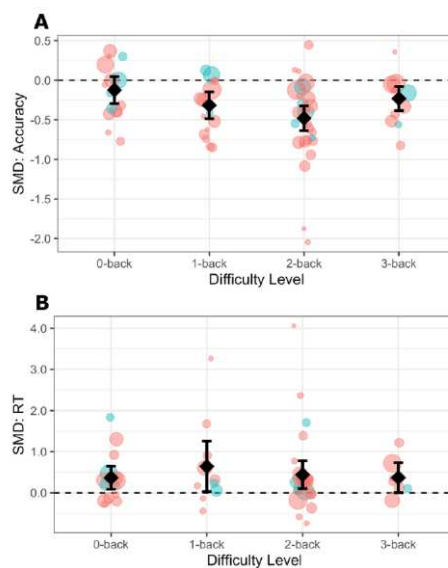 A
SMD: Accuracy
0.5
0.0
-0.5
-1.0
-1.5
-2.0
0-back
1-back
2-back
3-back
Difficulty Level
B
SMD: RT
4.0
3.0
2.0
1.0
0.0
0-back
1-back
2-back
3-back
Difficulty Level